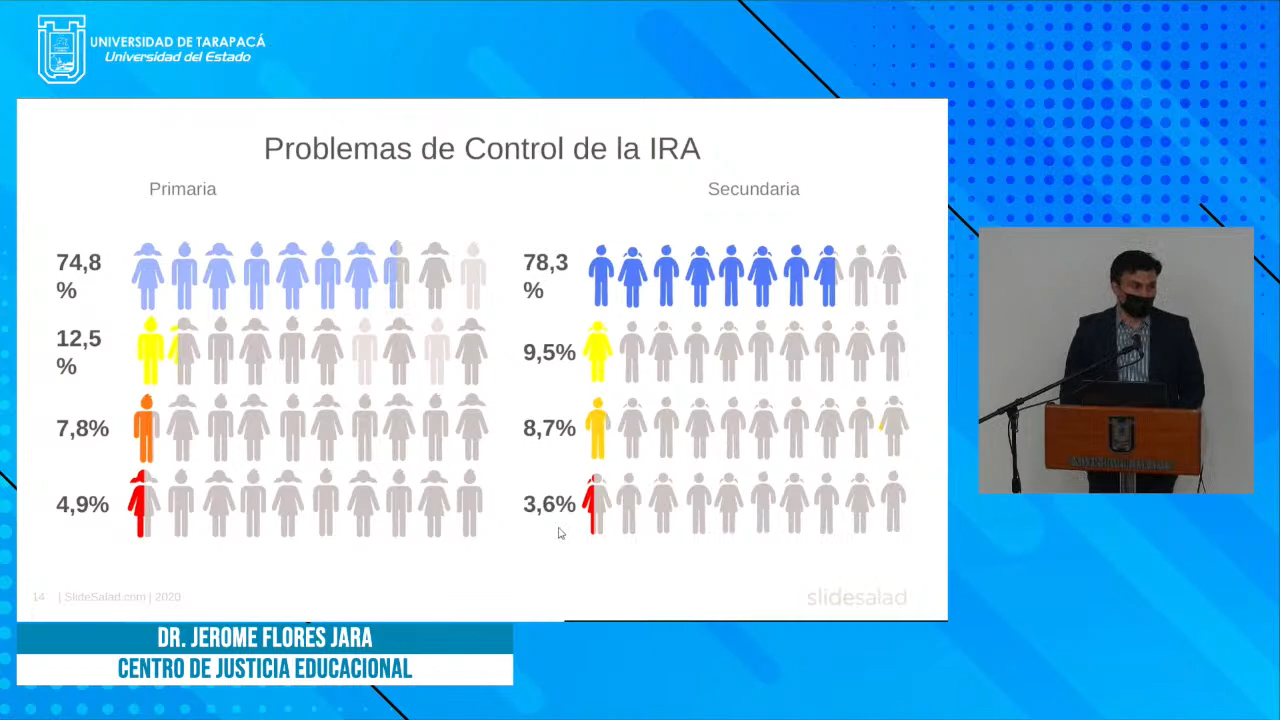 UNIVERSIDAD DE TARAPACÁ
Universidad del Estado
Problemas de Control de la IRA
Primaria
Secundaria
74,8
%
12,5
%
7,8%
4,9%
78,3
%
9,5%
8,7%
3,6%
14 | SlideSalad.com | 2020
slidesalad
DR. JEROME FLORES JARA
CENTRO DE JUSTICIA EDUCACIONAL